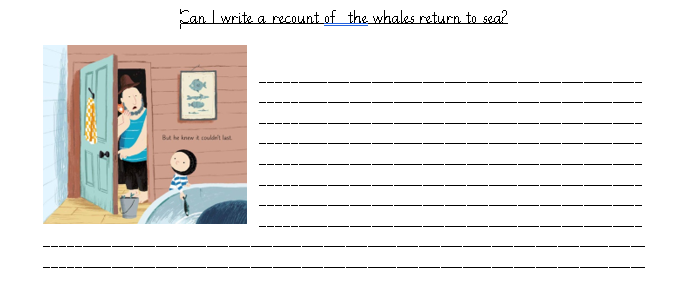 Can I write a recount of the whales return to sea?
But he knew it couldn't last.